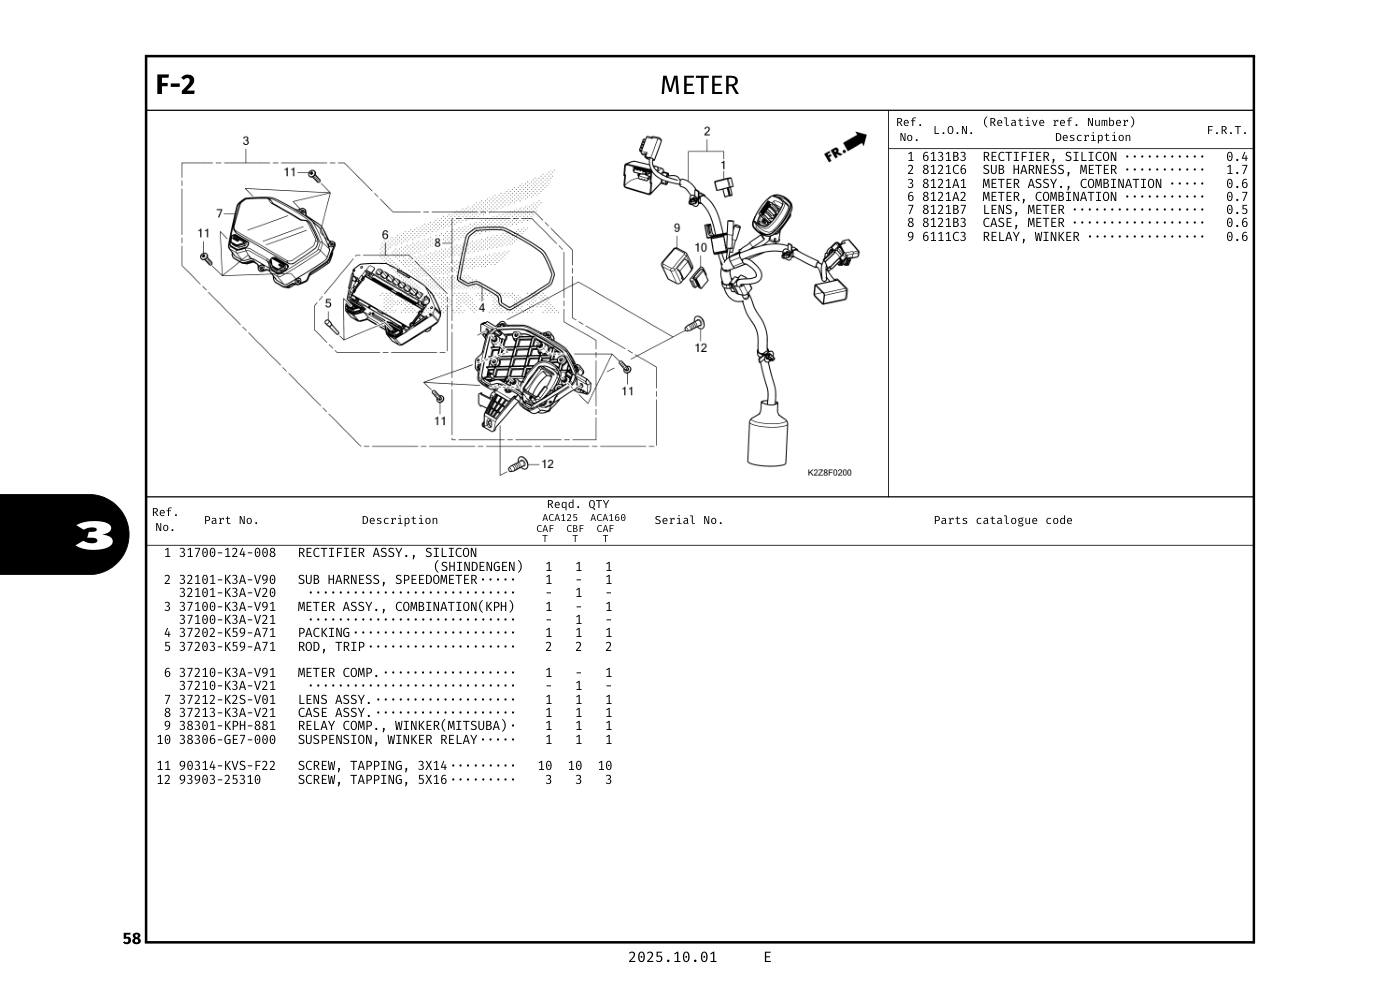 F-2
METER
3
11
7
11
6
8
5
4
2
1
9
10
12
11
11
12
FR.
K2Z8F0200
Ref. No. L.O.N. (Relative ref. Number) Description F.R.T.
1 6131B3 RECTIFIER, SILICON ··········· 0.4
2 8121C6 SUB HARNESS, METER ··········· 1.7
3 8121A1 METER ASSY., COMBINATION ····· 0.6
6 8121A2 METER, COMBINATION ··········· 0.7
7 8121B7 LENS, METER ·················· 0.5
8 8121B3 CASE, METER ·················· 0.6
9 6111C3 RELAY, WINKER ················ 0.6
Ref. No. Part No. Description Reqd. QTY Serial No. Parts catalogue code
ACA125 ACA160
CAF CBF CAF
T T T
1 31700-124-008 RECTIFIER ASSY., SILICON
(SHINDENGEN) 1 1 1
2 32101-K3A-V90 SUB HARNESS, SPEEDOMETER····· 1 - 1
32101-K3A-V20 ···························· - 1 -
3 37100-K3A-V91 METER ASSY., COMBINATION(KPH) 1 - 1
37100-K3A-V21 ···························· - 1 -
4 37202-K59-A71 PACKING······················ 1 1 1
5 37203-K59-A71 ROD, TRIP···················· 2 2 2
6 37210-K3A-V91 METER COMP.·················· 1 - 1
37210-K3A-V21 ···························· - 1 -
7 37212-K2S-V01 LENS ASSY.··················· 1 1 1
8 37213-K3A-V21 CASE ASSY.··················· 1 1 1
9 38301-KPH-881 RELAY COMP., WINKER(MITSUBA)· 1 1 1
10 38306-GE7-000 SUSPENSION, WINKER RELAY····· 1 1 1
11 90314-KVS-F22 SCREW, TAPPING, 3X14········· 10 10 10
12 93903-25310 SCREW, TAPPING, 5X16········· 3 3 3
3
58
2025.10.01 E